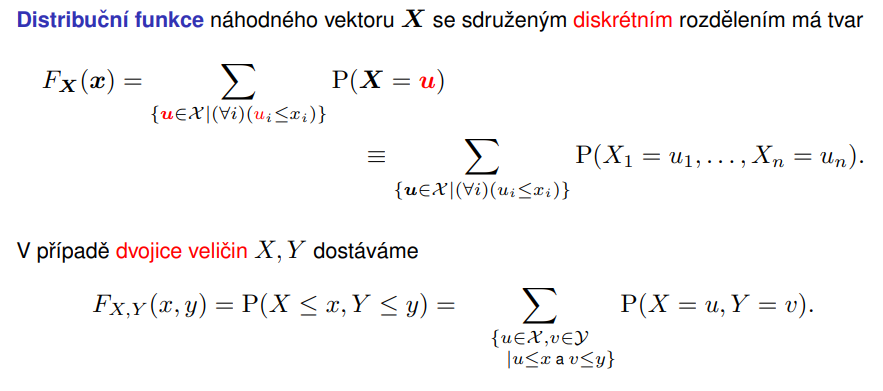 Distribuční funkce náhodného vektoru X se sdruženým diskrétním rozdělením má tvar
F_X(x) = ∑_{{u∈𝒳|(∀i)(u_i≤x_i)}} P(X = u)
≡ ∑_{{u∈𝒳|(∀i)(u_i≤x_i)}} P(X_1 = u_1, . . . , X_n = u_n).
V případě dvojice veličin X, Y dostáváme
F_{X,Y}(x, y) = P(X ≤ x, Y ≤ y) = ∑_{{u∈𝒳,v∈𝒴 |u≤x a v≤y}} P(X = u, Y = v).